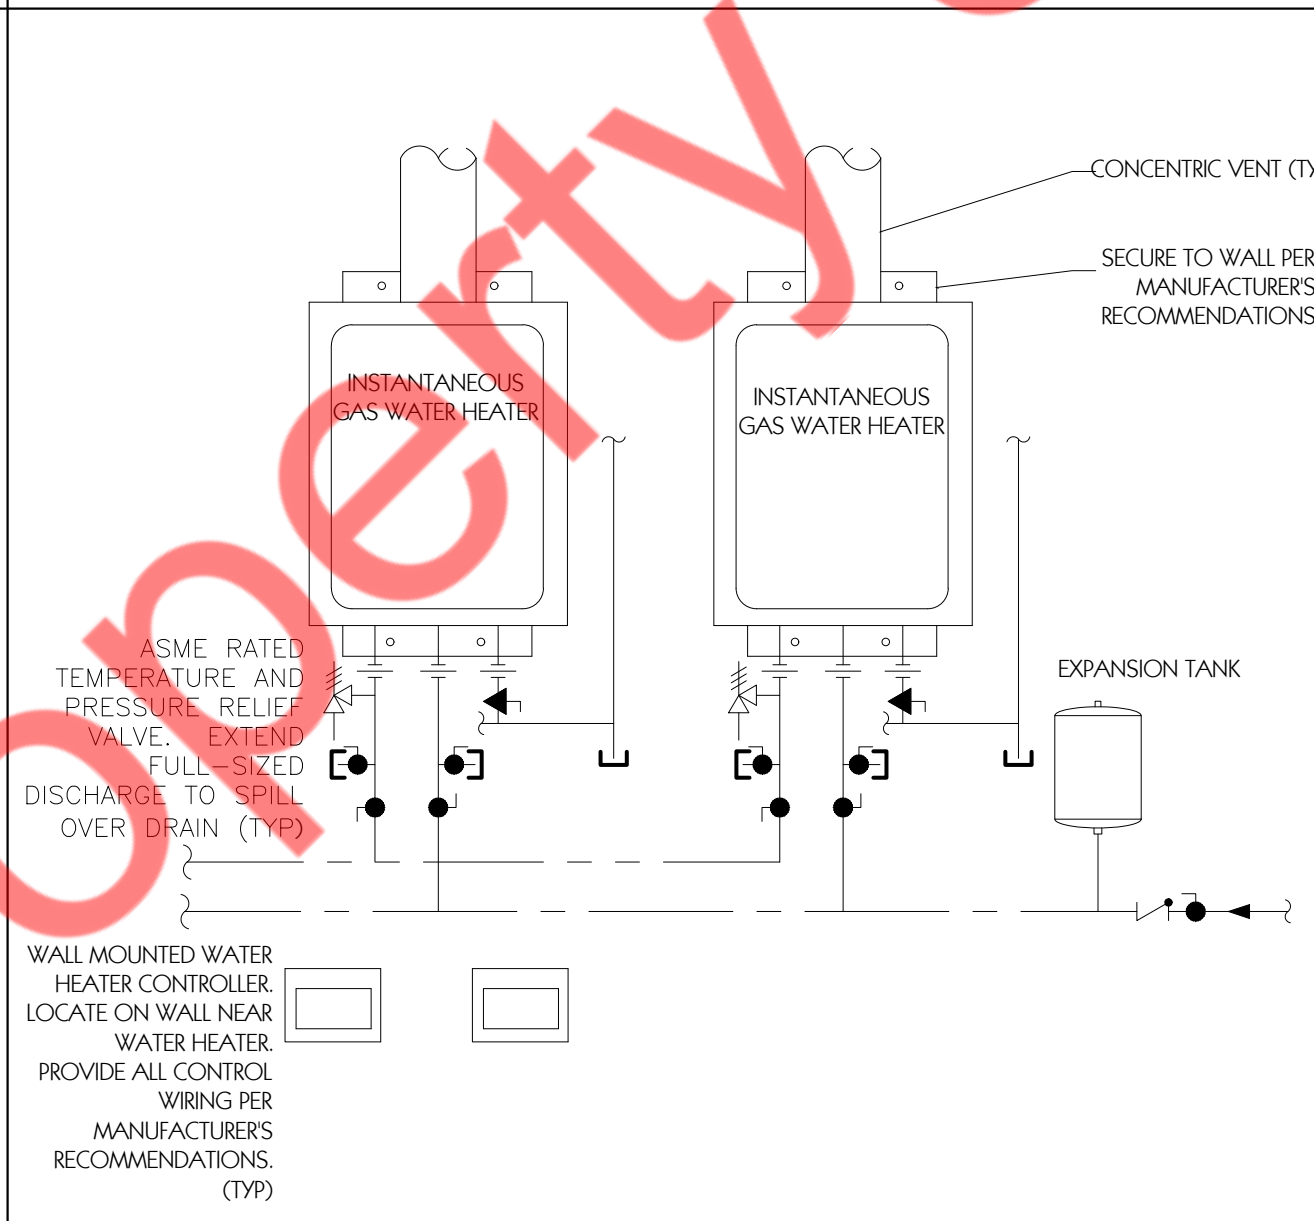 CONCENTRIC VENT (TY
SECURE TO WALL PER
MANUFACTURER'S
RECOMMENDATIONS
INSTANTANEOUS
GAS WATER HEATER
INSTANTANEOUS
GAS WATER HEATER
ASME RATED
TEMPERATURE AND
PRESSURE RELIEF
VALVE. EXTEND
FULL-SIZED
DISCHARGE TO SPILL
OVER DRAIN (TYP)
EXPANSION TANK
WALL MOUNTED WATER
HEATER CONTROLLER.
LOCATE ON WALL NEAR
WATER HEATER.
PROVIDE ALL CONTROL
WIRING PER
MANUFACTURER'S
RECOMMENDATIONS.
(TYP)
operty